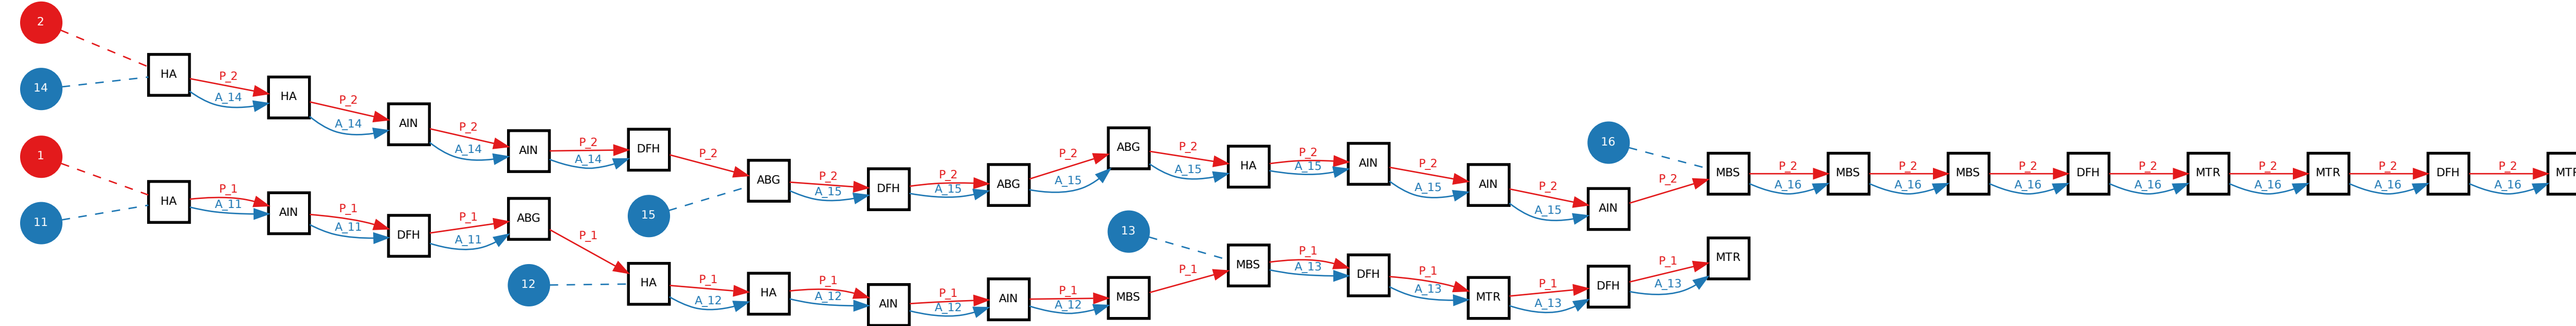 2
14
HA
P_2
A_14
HA
P_2
A_14
AIN
P_2
A_14
AIN
P_2
A_14
DFH
P_2
15
ABG
P_2
A_15
DFH
P_2
A_15
ABG
P_2
A_15
ABG
P_2
A_15
HA
P_2
A_15
AIN
P_2
A_15
AIN
P_2
A_15
AIN
P_2
16
MBS
P_2
A_16
MBS
P_2
A_16
MBS
P_2
A_16
DFH
P_2
A_16
MTR
P_2
A_16
MTR
P_2
A_16
DFH
P_2
A_16
1
11
HA
P_1
A_11
AIN
P_1
A_11
DFH
P_1
A_11
ABG
P_1
12
HA
P_1
A_12
HA
P_1
A_12
AIN
P_1
A_12
AIN
P_1
A_12
MBS
P_1
13
MBS
P_1
A_13
DFH
P_1
A_13
MTR
P_1
A_13
DFH
P_1
A_13
MTR